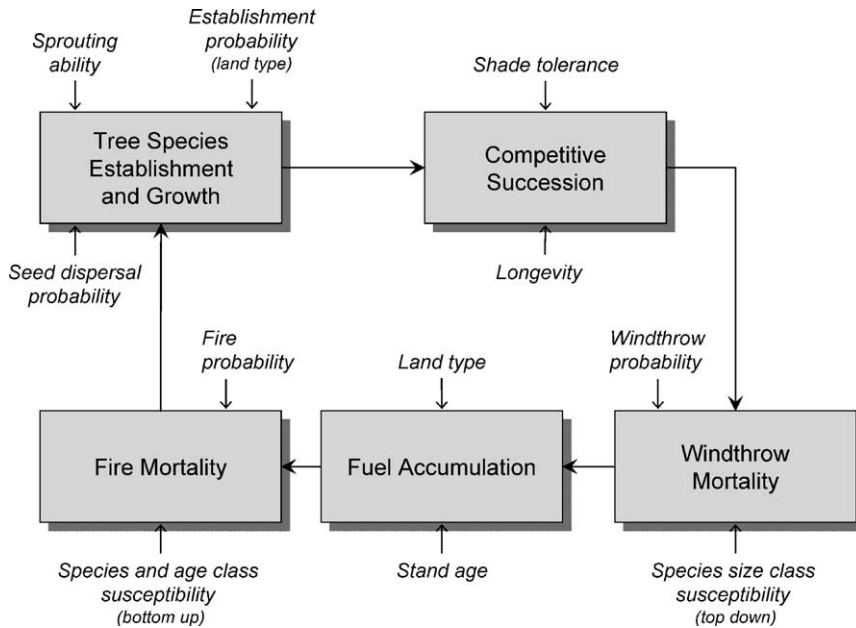 Sprouting
ability
Establishment
probability
(land type)
Shade tolerance
Tree Species
Establishment
and Growth
Competitive
Succession
Seed dispersal
probability
Longevity
Fire
probability
Land type
Windthrow
probability
Fire Mortality
Fuel Accumulation
Windthrow
Mortality
Species and age class
susceptibility
(bottom up)
Stand age
Species size class
susceptibility
(top down)